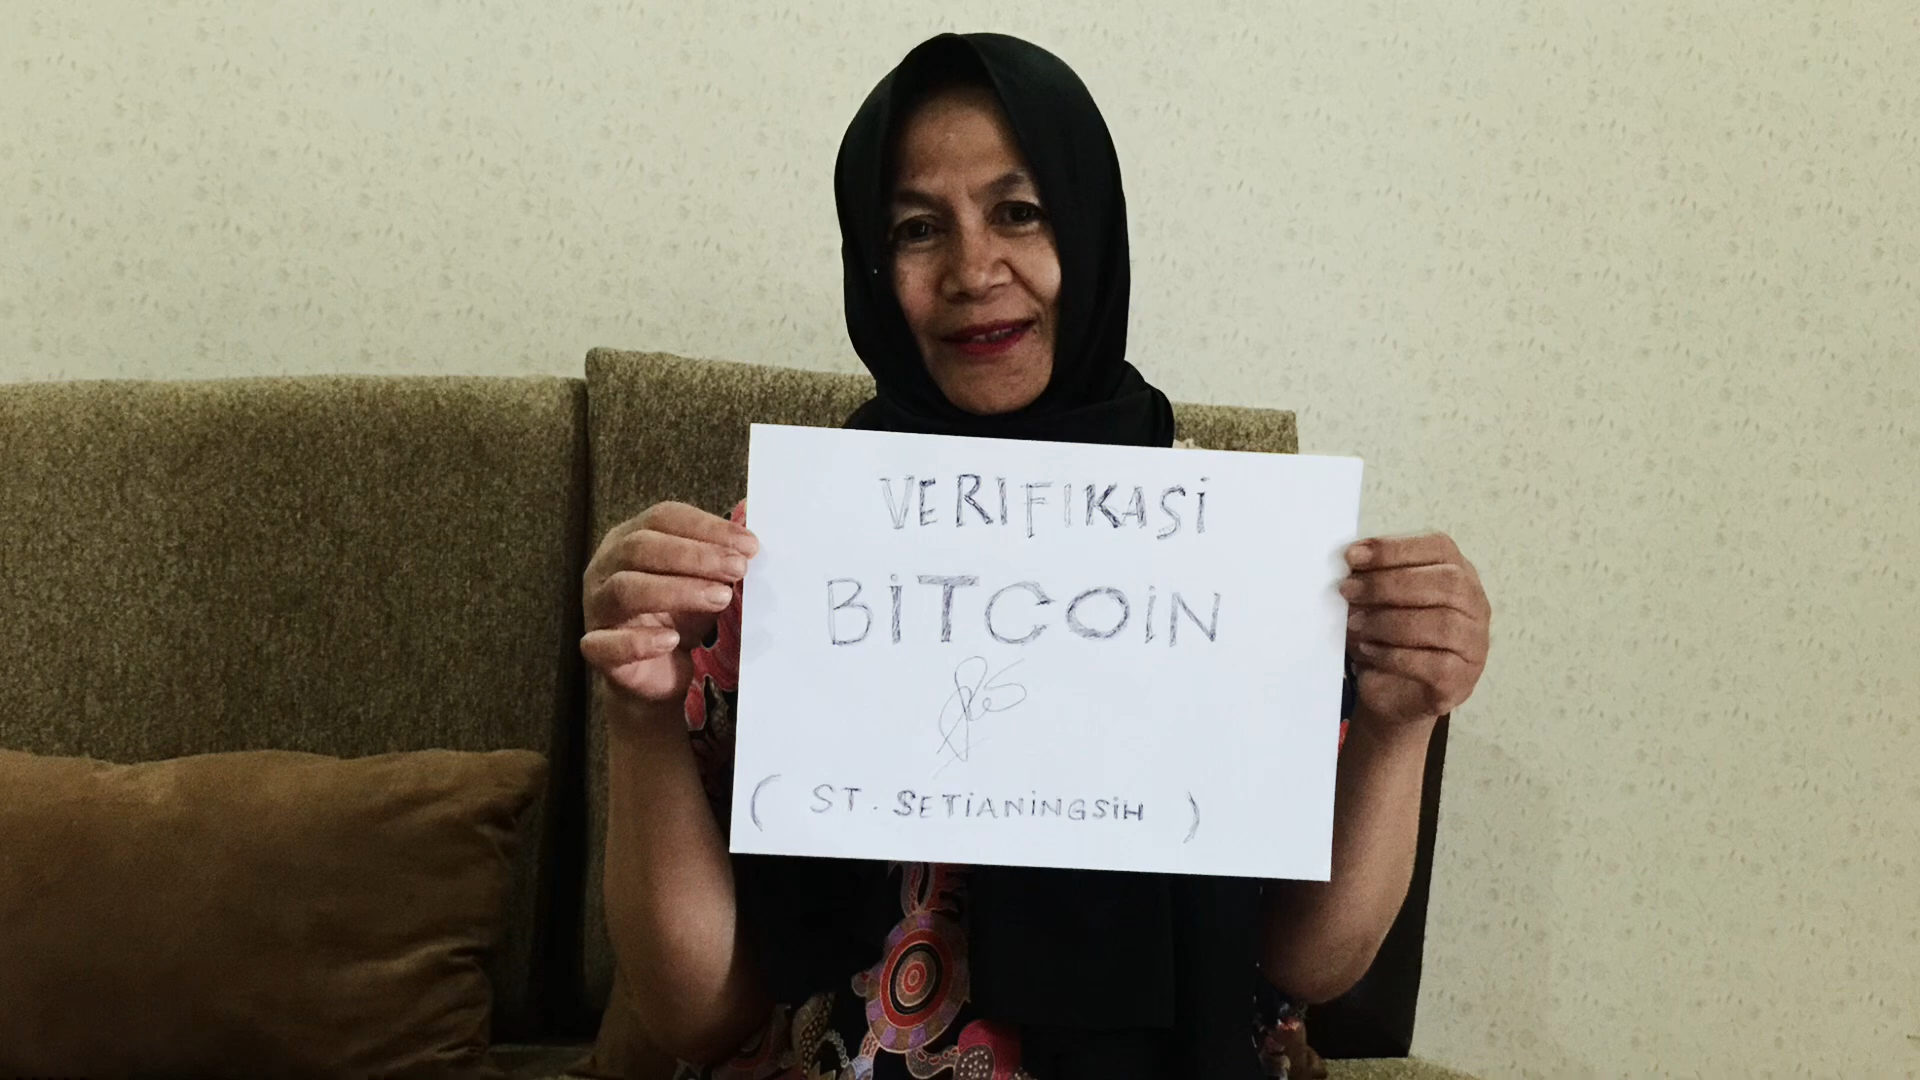 VERIFIKASi
BiTCOiN
( ST. SETiANiNGSiH )